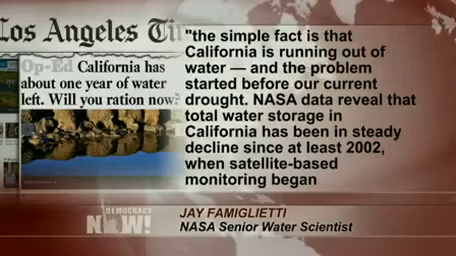 Los Angeles Ti
Op-Ed California has
about one year of water
left. Will you ration now?
"the simple fact is that
California is running out of
water — and the problem
started before our current
drought. NASA data reveal that
total water storage in
California has been in steady
decline since at least 2002,
when satellite-based
monitoring began
DEMOCRACY
NOW!
JAY FAMIGLIETTI
NASA Senior Water Scientist